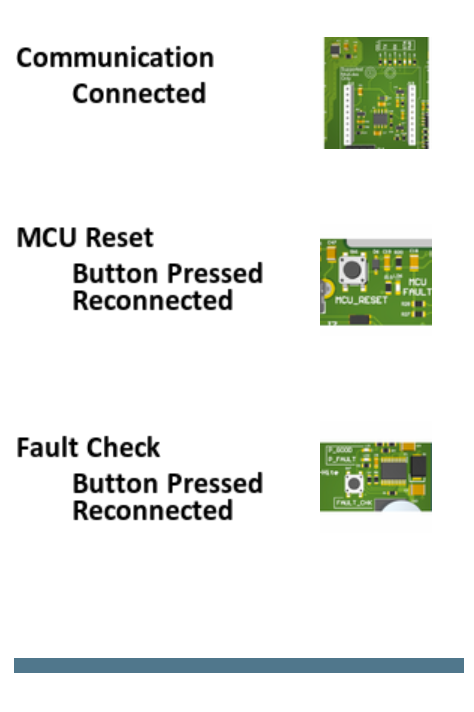 Communication
Connected
MCU Reset
Button Pressed
Reconnected
MCU_RESET
MCU
FAULT
Fault Check
Button Pressed
Reconnected
P_GOOD
P_FAULT
FAULT_CHK